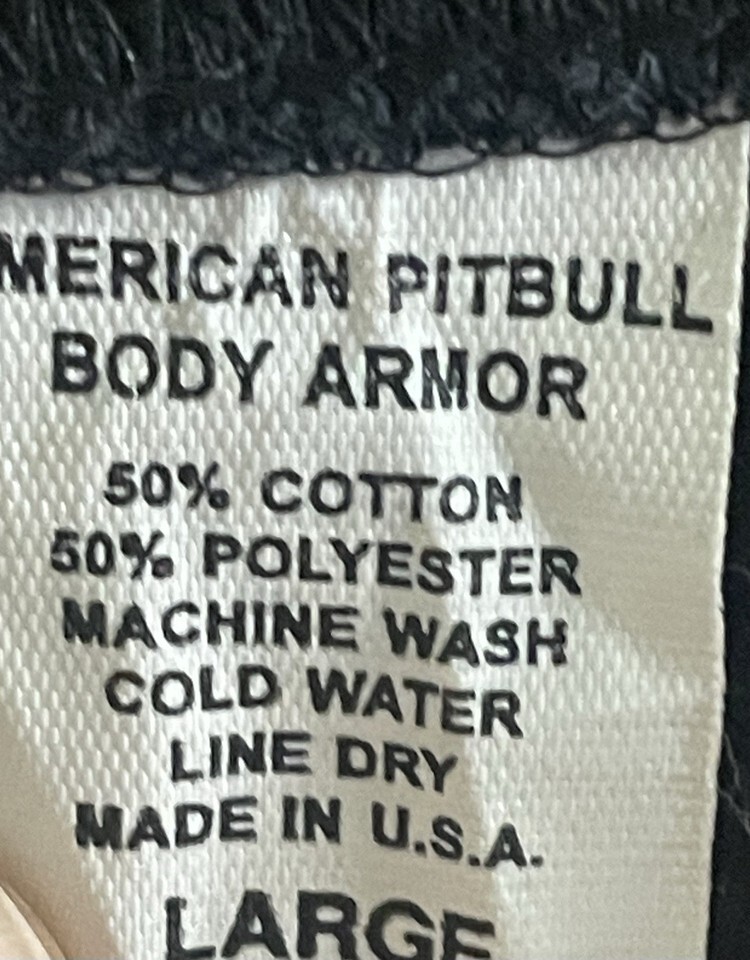 MERICAN PITBULL
BODY ARMOR
50% COTTON
50% POLYESTER
MACHINE WASH
COLD WATER
LINE DRY
MADE IN U.S.A.
LARGE